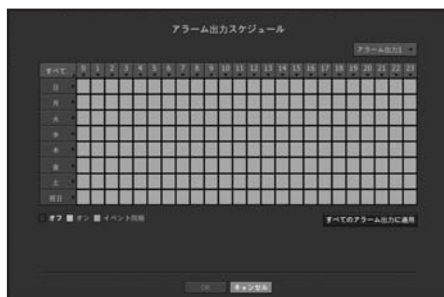 アラーム出力スケジュール
アラーム出力1
すべて 0 1 2 3 4 5 6 7 8 9 10 11 12 13 14 15 16 17 18 19 20 21 22 23
日
月
火
水
木
金
土
祝日
オフ オン イベント同期
すべてのアラーム出力に適用
OK キャンセル